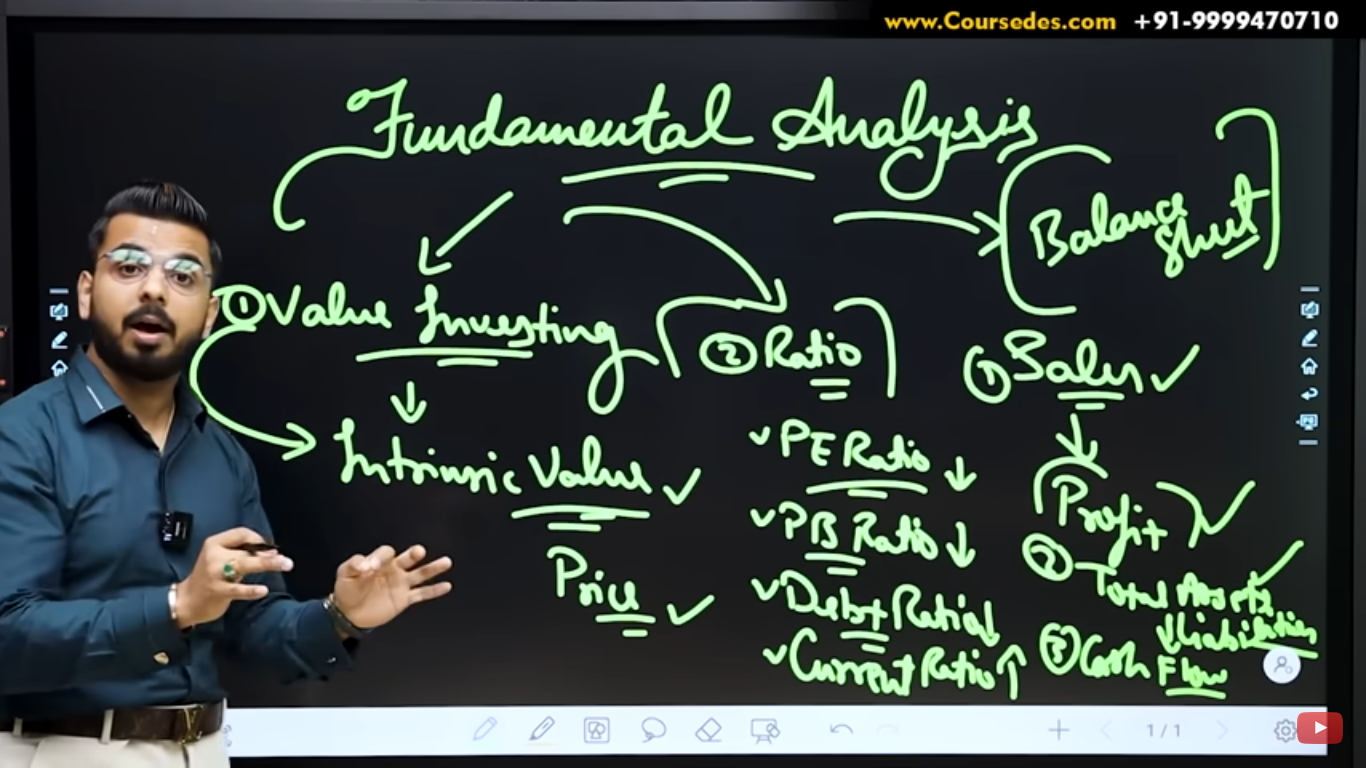 www.Coursedes.com +91-9999470710
Fundamental Analysis
Balance
Sheet
① Value Investing
② Ratio
① Sales ✓
Intrinsic Value ✓
Price ✓
✓ PE Ratio ↓
✓ PB Ratio ↓
✓ Debt Ratio ↓
✓ Current Ratio ↑
Profit ✓
② Total Assets ✓
↓ Liabilities
③ Cash Flow
1/1